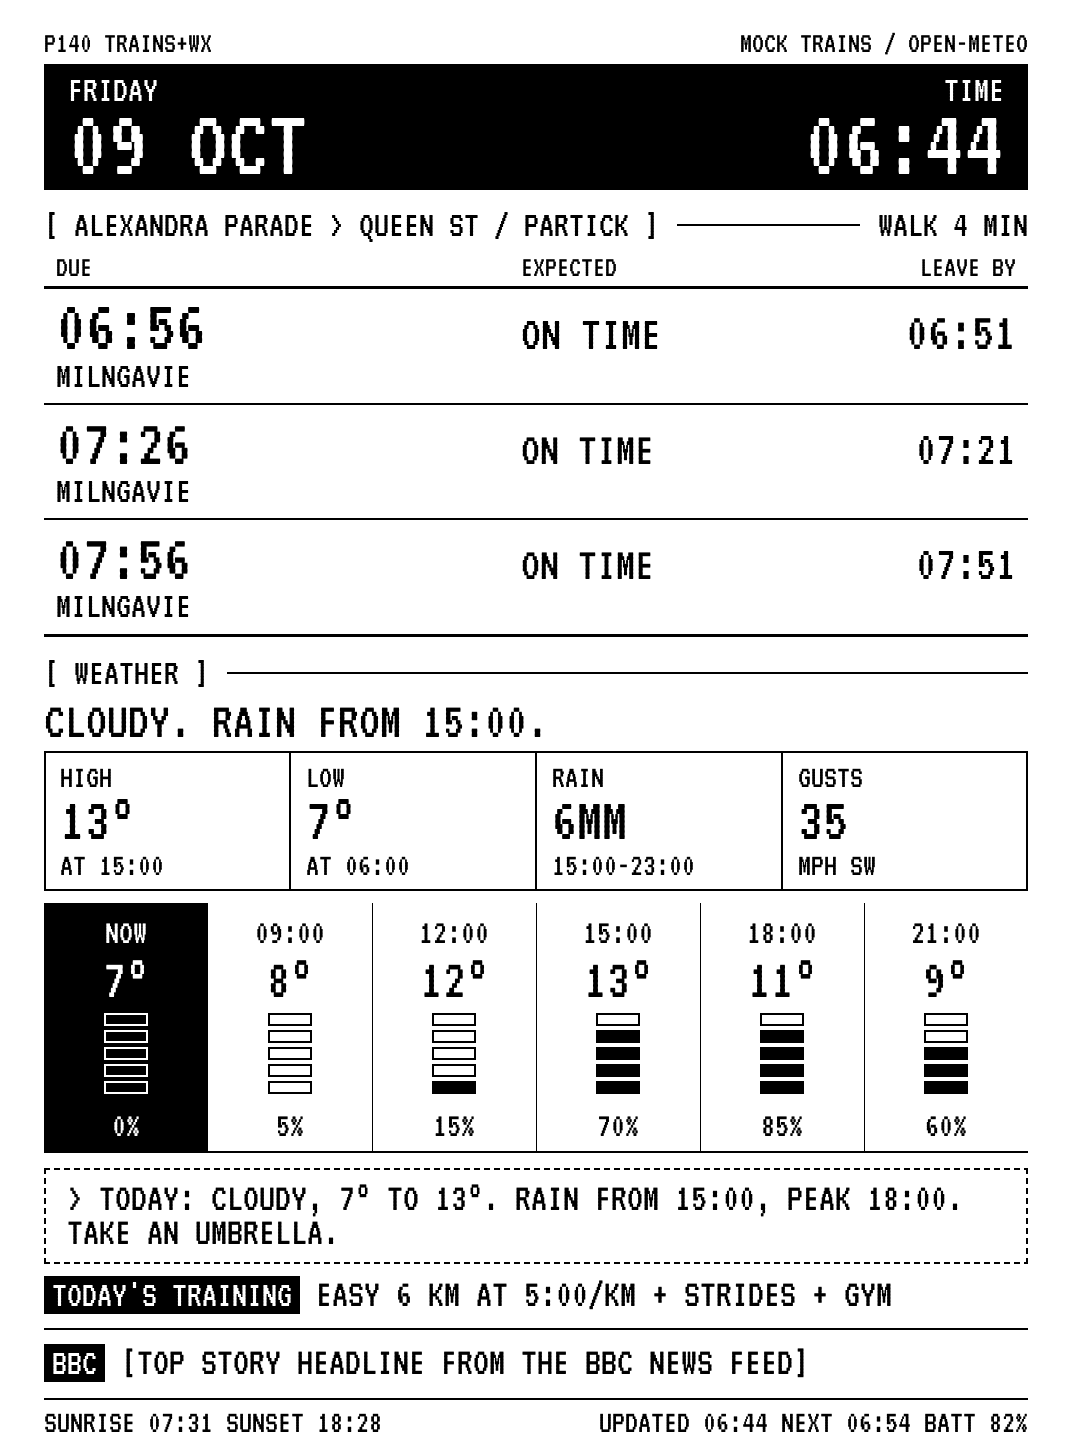 P140 TRAINS+WX MOCK TRAINS / OPEN-METEO
FRIDAY TIME
09 OCT 06:44
[ ALEXANDRA PARADE > QUEEN ST / PARTICK ] WALK 4 MIN
DUE EXPECTED LEAVE BY
06:56 ON TIME 06:51
MILNGAVIE
07:26 ON TIME 07:21
MILNGAVIE
07:56 ON TIME 07:51
MILNGAVIE
[ WEATHER ]
CLOUDY. RAIN FROM 15:00.
HIGH LOW RAIN GUSTS
13° 7° 6MM 35
AT 15:00 AT 06:00 15:00-23:00 MPH SW
NOW 09:00 12:00 15:00 18:00 21:00
7° 8° 12° 13° 11° 9°
0% 5% 15% 70% 85% 60%
> TODAY: CLOUDY, 7° TO 13°. RAIN FROM 15:00, PEAK 18:00.
TAKE AN UMBRELLA.
TODAY'S TRAINING EASY 6 KM AT 5:00/KM + STRIDES + GYM
BBC [TOP STORY HEADLINE FROM THE BBC NEWS FEED]
SUNRISE 07:31 SUNSET 18:28 UPDATED 06:44 NEXT 06:54 BATT 82%